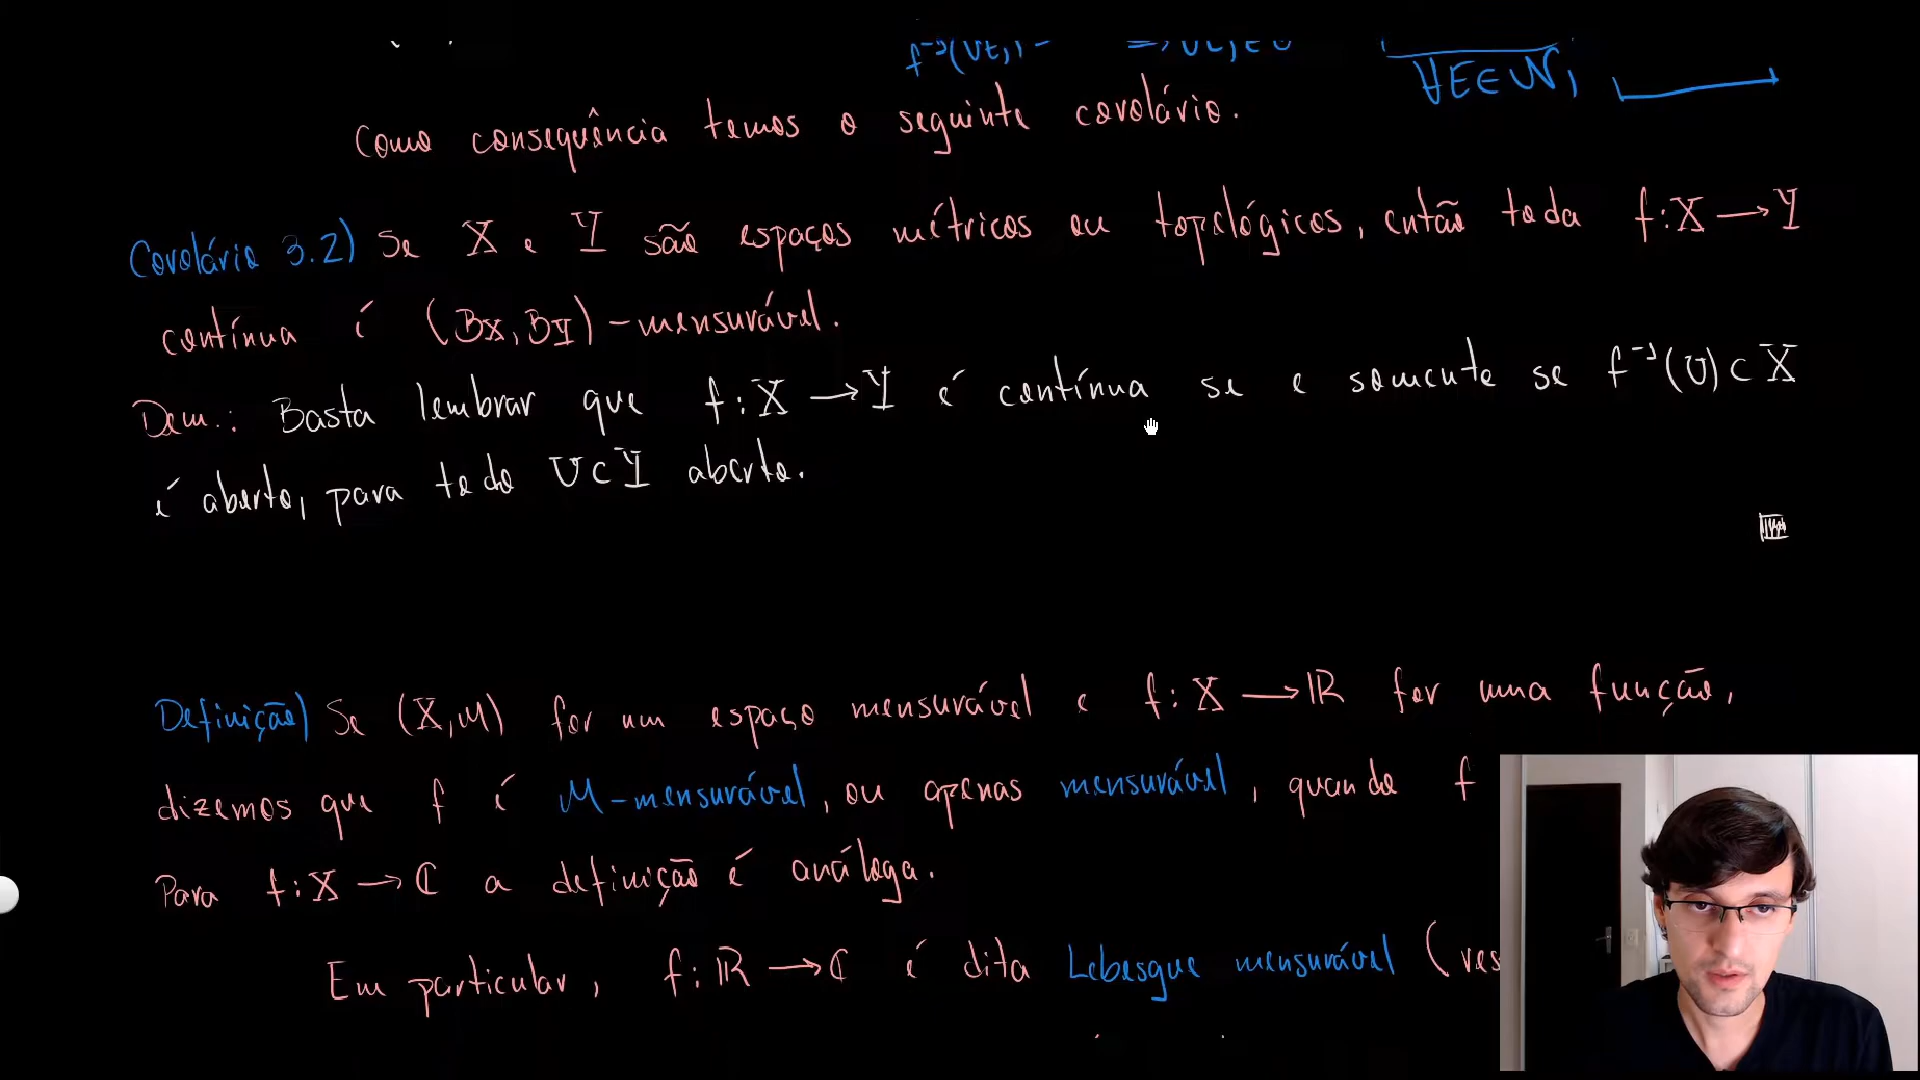 ∀E∈N,
Como consequência temos o seguinte corolário.
Corolário 3.2) Se X e Y são espaços métricos ou topológicos, então toda f:X→Y
contínua é (Bx, BY)-mensurável.
Dem.: Basta lembrar que f:X→Y é contínua se e somente se f⁻¹(U)⊂X
é aberto, para todo U⊂Y aberto.
Definição) Se (X,M) for um espaço mensurável e f:X→ℝ for uma função,
dizemos que f é M-mensurável, ou apenas mensurável, quando f
Para f:X→ℂ a definição é análoga.
Em particular, f:ℝ→ℂ é dita Lebesgue mensurável (res